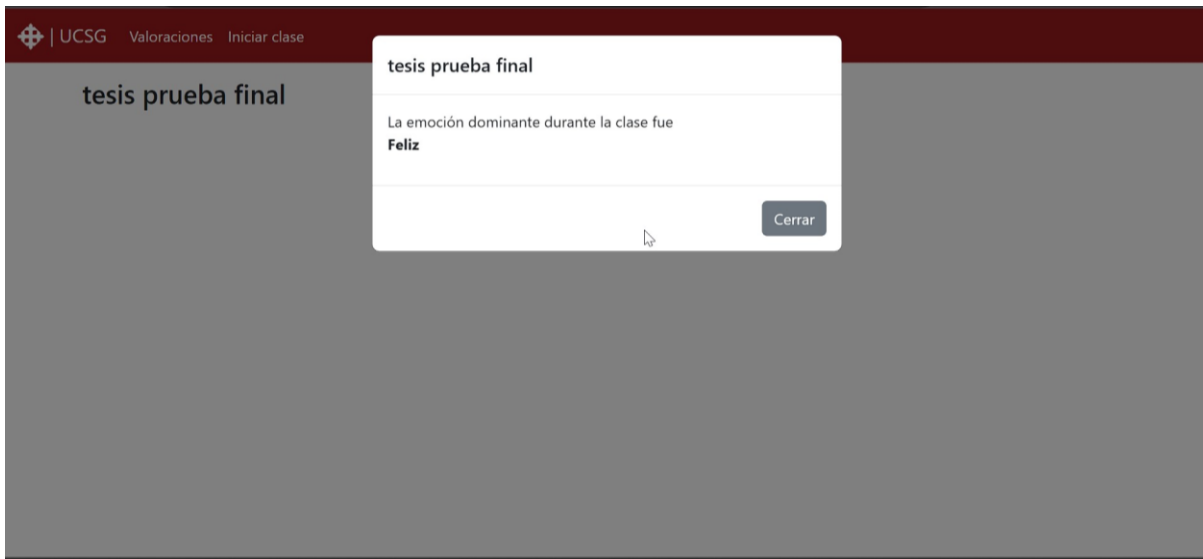 | UCSG Valoraciones Iniciar clase
tesis prueba final
tesis prueba final
La emoción dominante durante la clase fue
Feliz
Cerrar